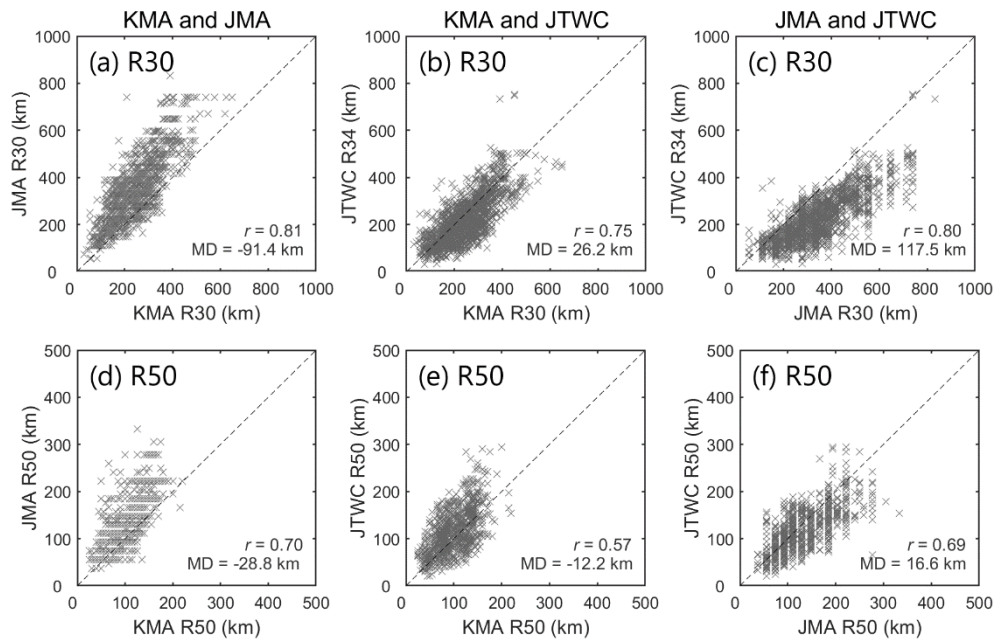 KMA and JMA
KMA and JTWC
JMA and JTWC
(a) R30
JMA R30 (km)
1000
800
600
400
200
0
r = 0.81
MD = -91.4 km
0 200 400 600 800 1000
KMA R30 (km)
(b) R30
JTWC R34 (km)
1000
800
600
400
200
0
r = 0.75
MD = 26.2 km
0 200 400 600 800 1000
KMA R30 (km)
(c) R30
JTWC R34 (km)
1000
800
600
400
200
0
r = 0.80
MD = 117.5 km
0 200 400 600 800 1000
JMA R30 (km)
(d) R50
JMA R50 (km)
500
400
300
200
100
0
r = 0.70
MD = -28.8 km
0 100 200 300 400 500
KMA R50 (km)
(e) R50
JTWC R50 (km)
500
400
300
200
100
0
r = 0.57
MD = -12.2 km
0 100 200 300 400 500
KMA R50 (km)
(f) R50
JTWC R50 (km)
500
400
300
200
100
0
r = 0.69
MD = 16.6 km
0 100 200 300 400 500
JMA R50 (km)